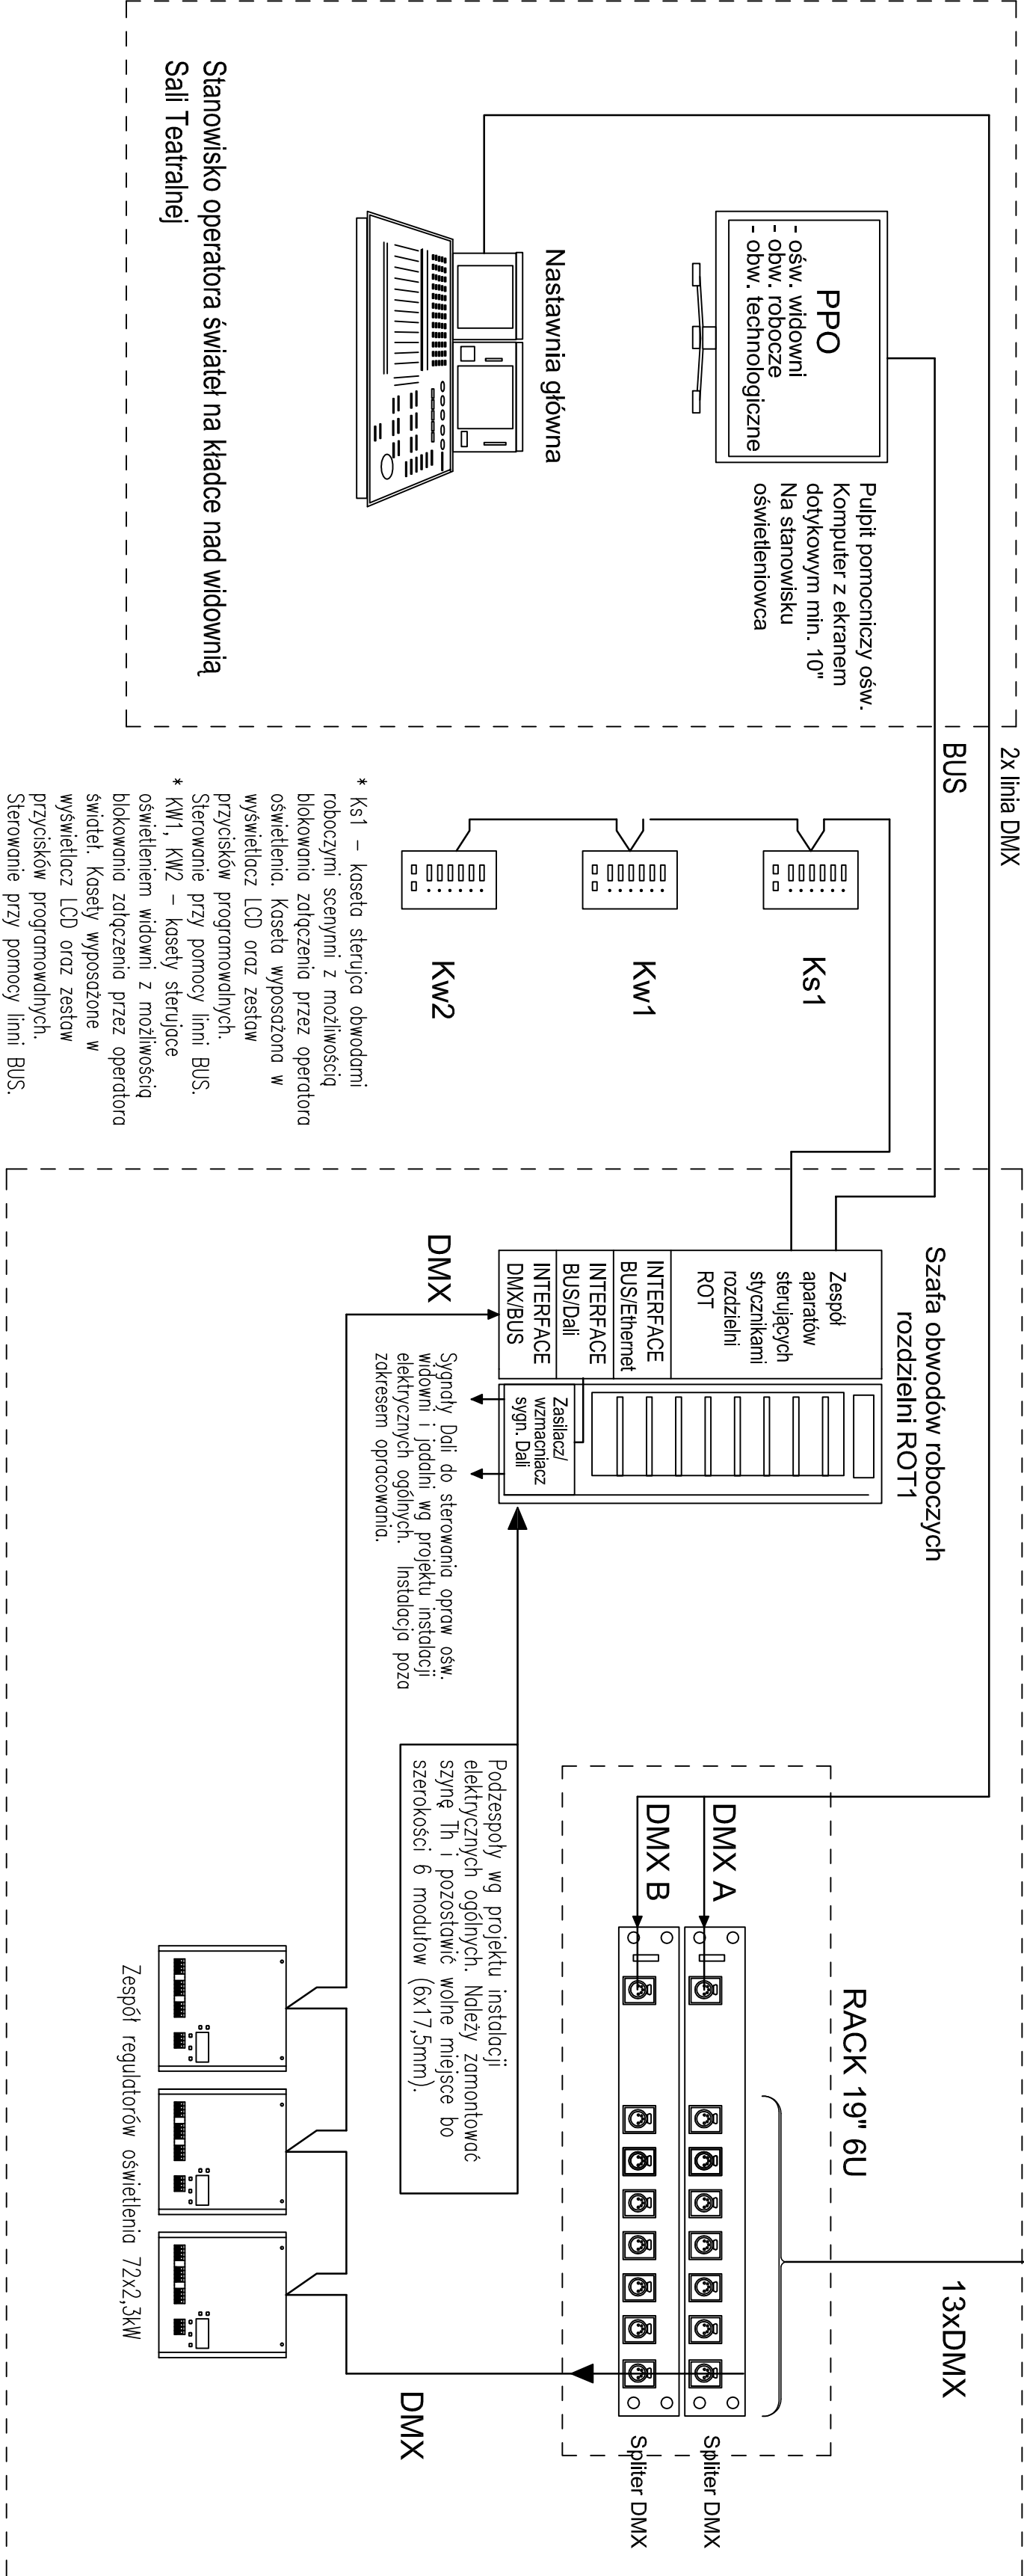 2x linia DMX
BUS
PPO
- ośw. widowni
- obw. robocze
- obw. technologiczne
Pulpit pomocniczy ośw.
Komputer z ekranem
dotykowym min. 10"
Na stanowisku
oświetleniowca
Nastawnia główna
Stanowisko operatora świateł na kładce nad widownią
Sali Teatralnej
Ks1
Kw1
Kw2
* Ks1 – kaseta sterujca obwodami
roboczymi scenynni z możliwością
blokowania załączenia przez operatora
oświetlenia. Kaseta wyposażona w
wyświetlacz LCD oraz zestaw
przycisków programowalnych.
Sterowanie przy pomocy linni BUS.
* KW1, KW2 – kasety sterujące
oświetleniem widowni z możliwością
blokowania załączenia przez operatora
świateł. Kasety wyposażone w
wyświetlacz LCD oraz zestaw
przycisków programowalnych.
Sterowanie przy pomocy linni BUS.
Szafa obwodów roboczych
rozdzielni ROT1
Zespół
aparatów
sterujących
stycznikami
rozdzielni
ROT
INTERFACE
BUS/Ethernet
INTERFACE
BUS/Dali
INTERFACE
DMX/BUS
Zasilacz/
wzmacniacz
sygn. Dali
DMX
Sygnały Dali do sterowania opraw ośw.
widowni i jadalni wg projektu instalacji
elektrycznych ogólnych. Instalacja poza
zakresem opracowania.
Podzespoły wg projektu instalacji
elektrycznych ogólnych. Należy zamontować
szynę Th i pozostawić wolne miejsce bo
szerokości 6 modułow (6x17,5mm).
RACK 19" 6U
DMX A
DMX B
13xDMX
Spliter DMX
Spliter DMX
DMX
Zespół regulatorów oświetlenia 72x2,3kW